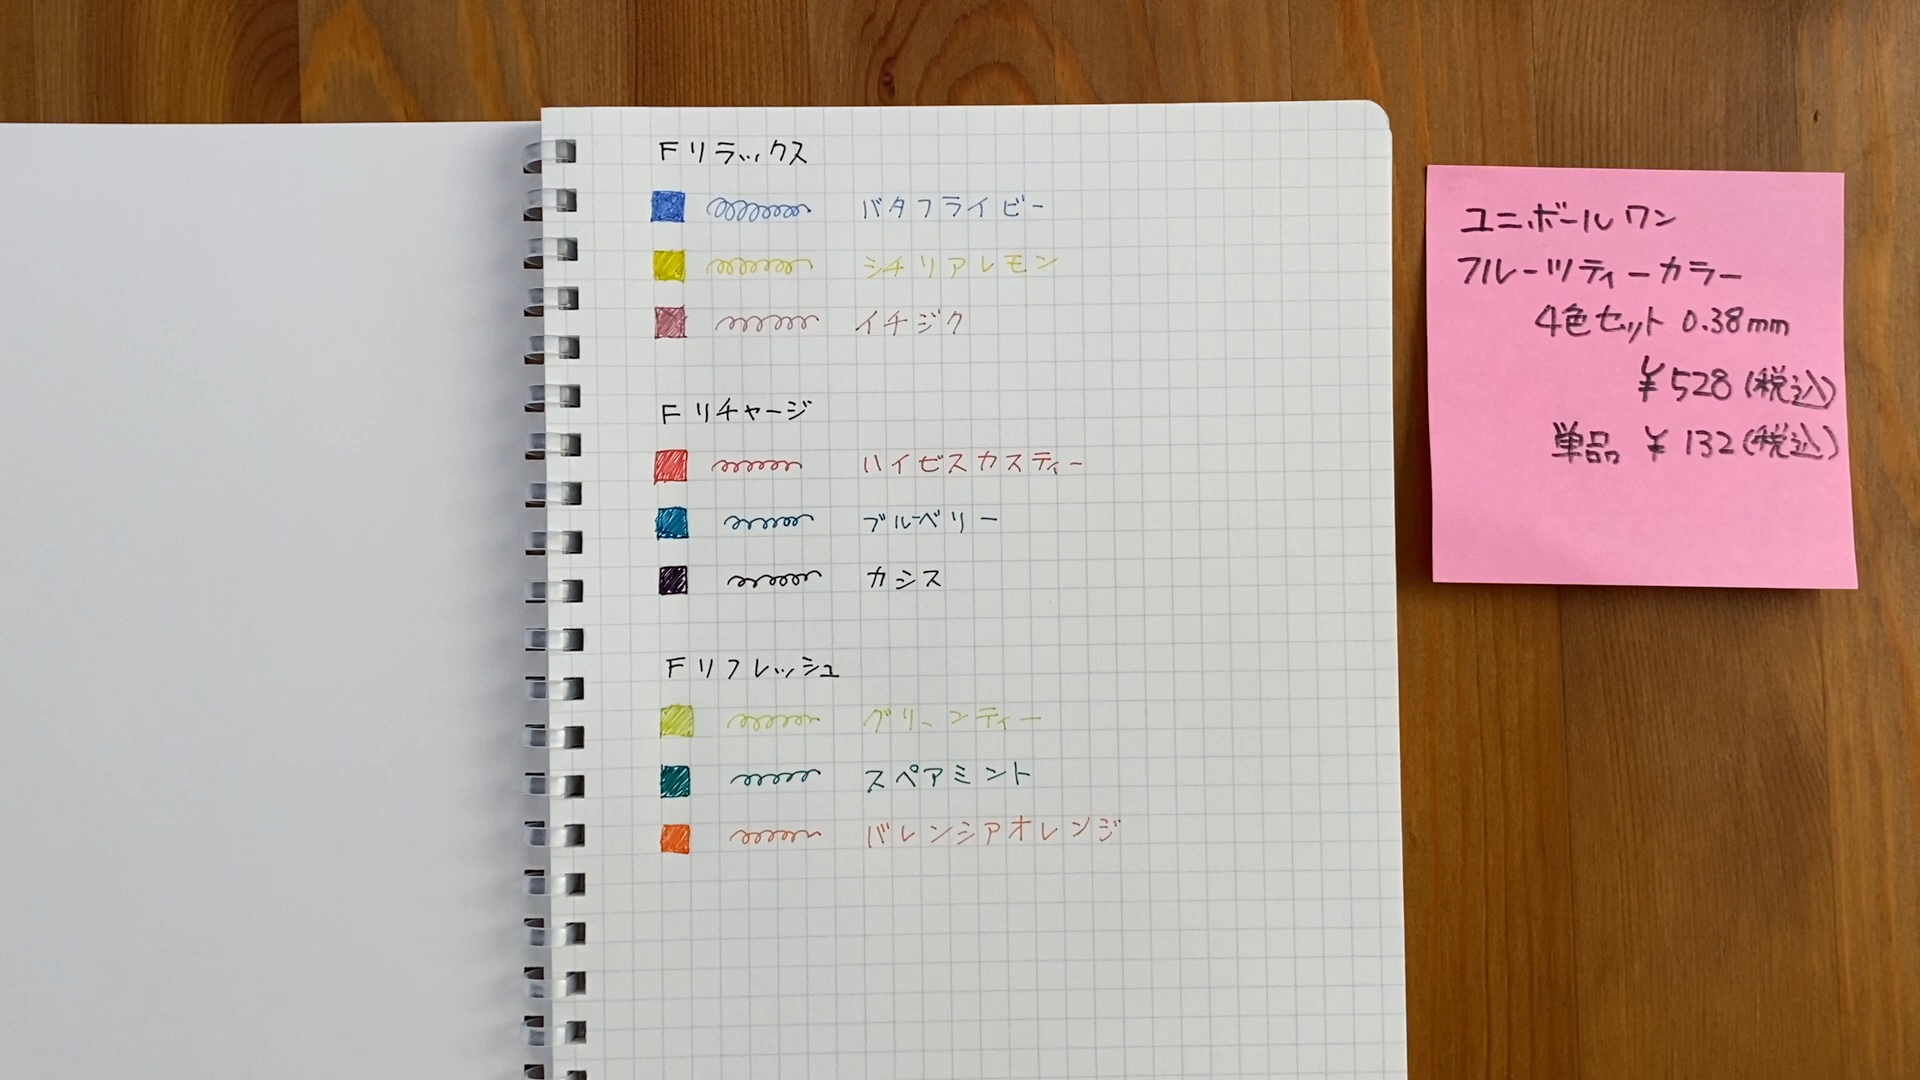 Fリラックス
バタフライピー
シチリアレモン
イチジク
Fリチャージ
ハイビスカスティー
ブルーベリー
カシス
Fリフレッシュ
グリーンティー
スペアミント
バレンシアオレンジ
ユニボールワン
フルーツティーカラー
4色セット 0.38mm
¥528(税込)
単品 ¥132(税込)